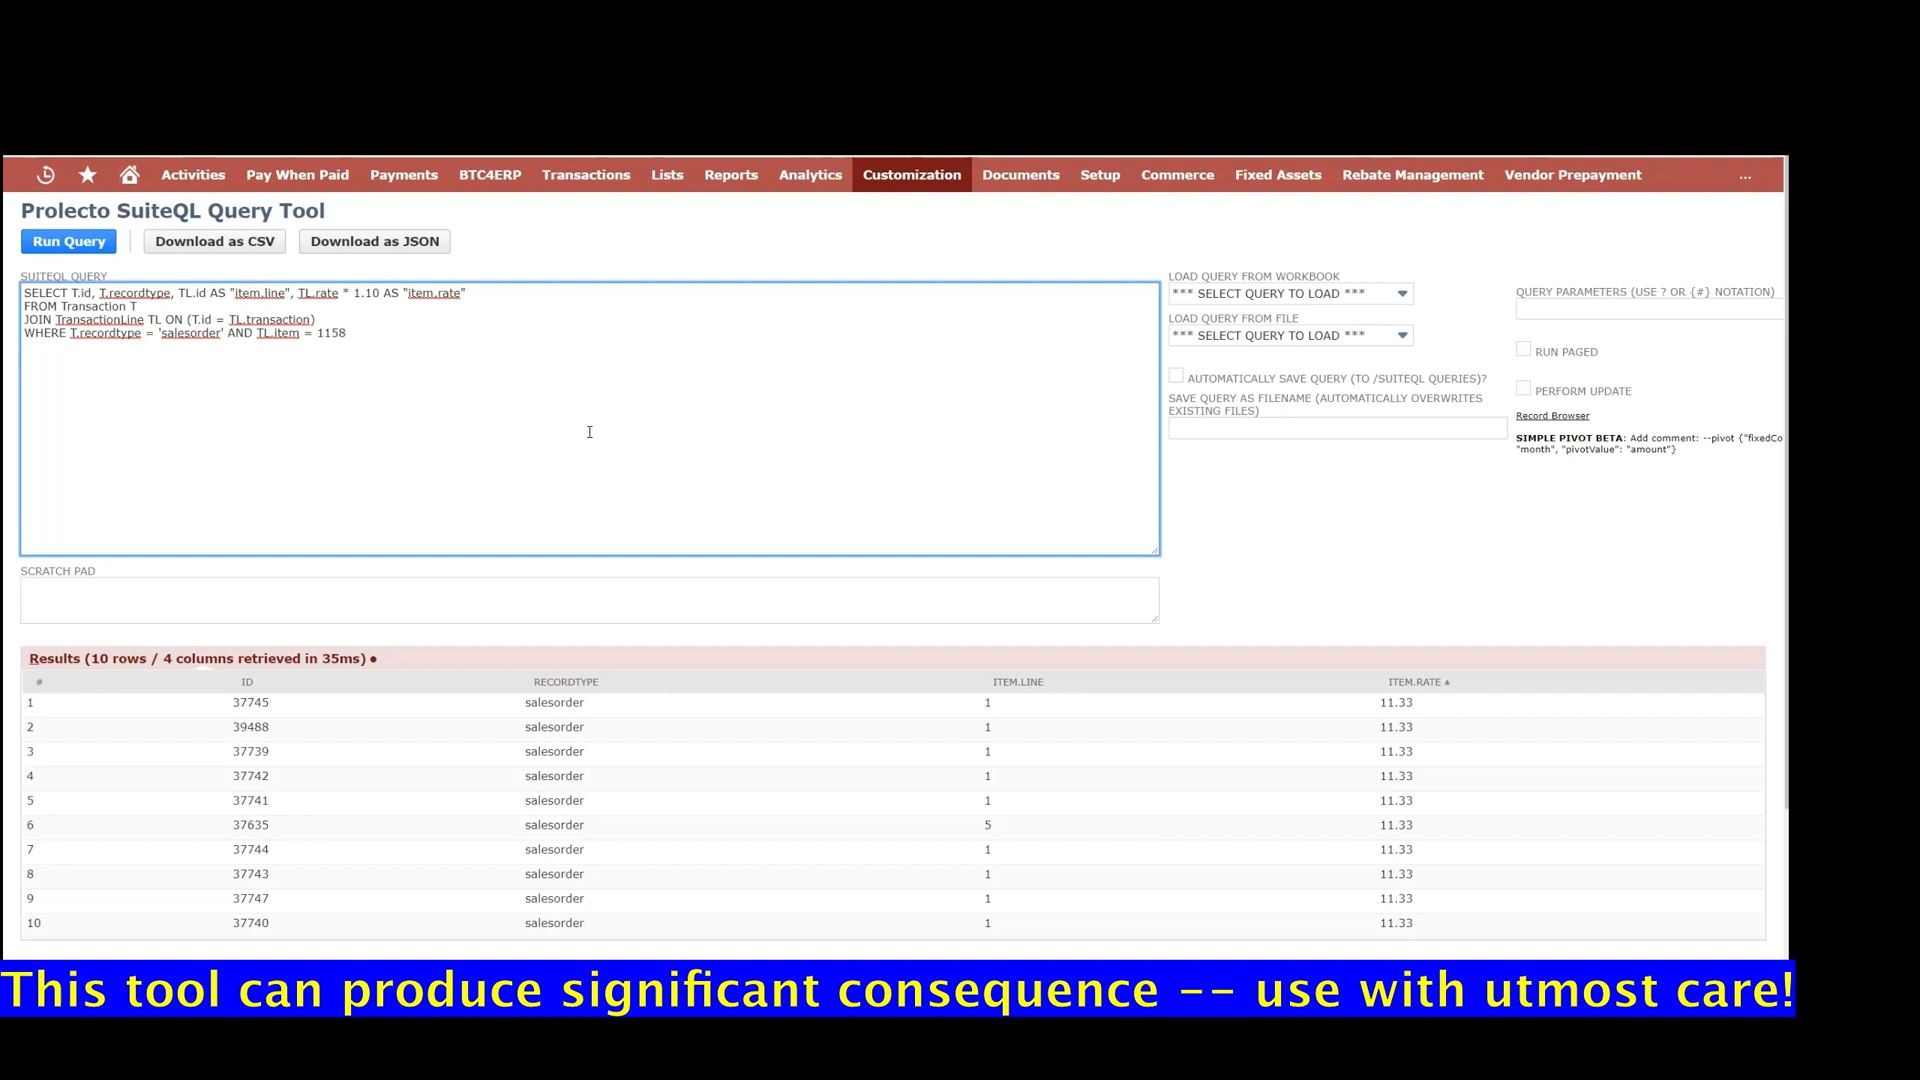 Activities Pay When Paid Payments BTC4ERP Transactions Lists Reports Analytics Customization Documents Setup Commerce Fixed Assets Rebate Management Vendor Prepayment ...
Prolecto SuiteQL Query Tool
Run Query Download as CSV Download as JSON
SUITEQL QUERY
SELECT T.id, T.recordtype, TL.id AS "item.line", TL.rate * 1.10 AS "item.rate"
FROM Transaction T
JOIN TransactionLine TL ON (T.id = TL.transaction)
WHERE T.recordtype = 'salesorder' AND TL.item = 1158
LOAD QUERY FROM WORKBOOK
*** SELECT QUERY TO LOAD ***
LOAD QUERY FROM FILE
*** SELECT QUERY TO LOAD ***
AUTOMATICALLY SAVE QUERY (TO /SUITEQL QUERIES)?
SAVE QUERY AS FILENAME (AUTOMATICALLY OVERWRITES
EXISTING FILES)
QUERY PARAMETERS (USE ? OR {#} NOTATION)
RUN PAGED
PERFORM UPDATE
Record Browser
SIMPLE PIVOT BETA: Add comment: --pivot {"fixedCo
"month", "pivotValue": "amount"}
SCRATCH PAD
Results (10 rows / 4 columns retrieved in 35ms) •
# ID RECORDTYPE ITEM.LINE ITEM.RATE ▲
1 37745 salesorder 1 11.33
2 39488 salesorder 1 11.33
3 37739 salesorder 1 11.33
4 37742 salesorder 1 11.33
5 37741 salesorder 1 11.33
6 37635 salesorder 5 11.33
7 37744 salesorder 1 11.33
8 37743 salesorder 1 11.33
9 37747 salesorder 1 11.33
10 37740 salesorder 1 11.33
This tool can produce significant consequence -- use with utmost care!